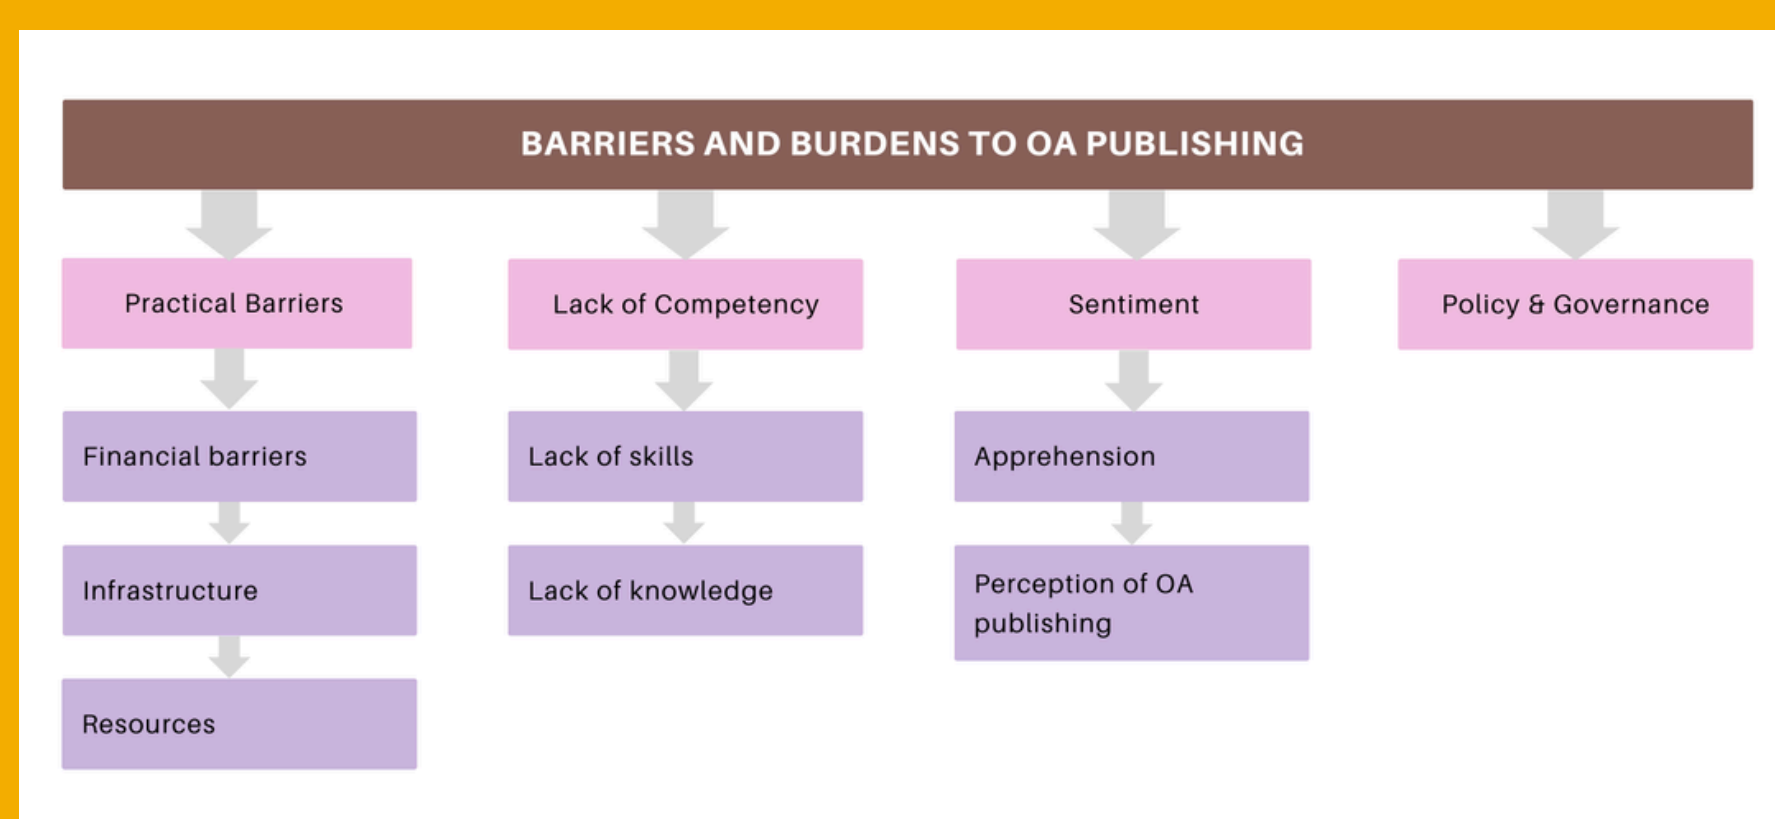 BARRIERS AND BURDENS TO OA PUBLISHING
Practical Barriers
Lack of Competency
Sentiment
Policy & Governance
Financial barriers
Lack of skills
Apprehension
Infrastructure
Lack of knowledge
Perception of OA
publishing
Resources